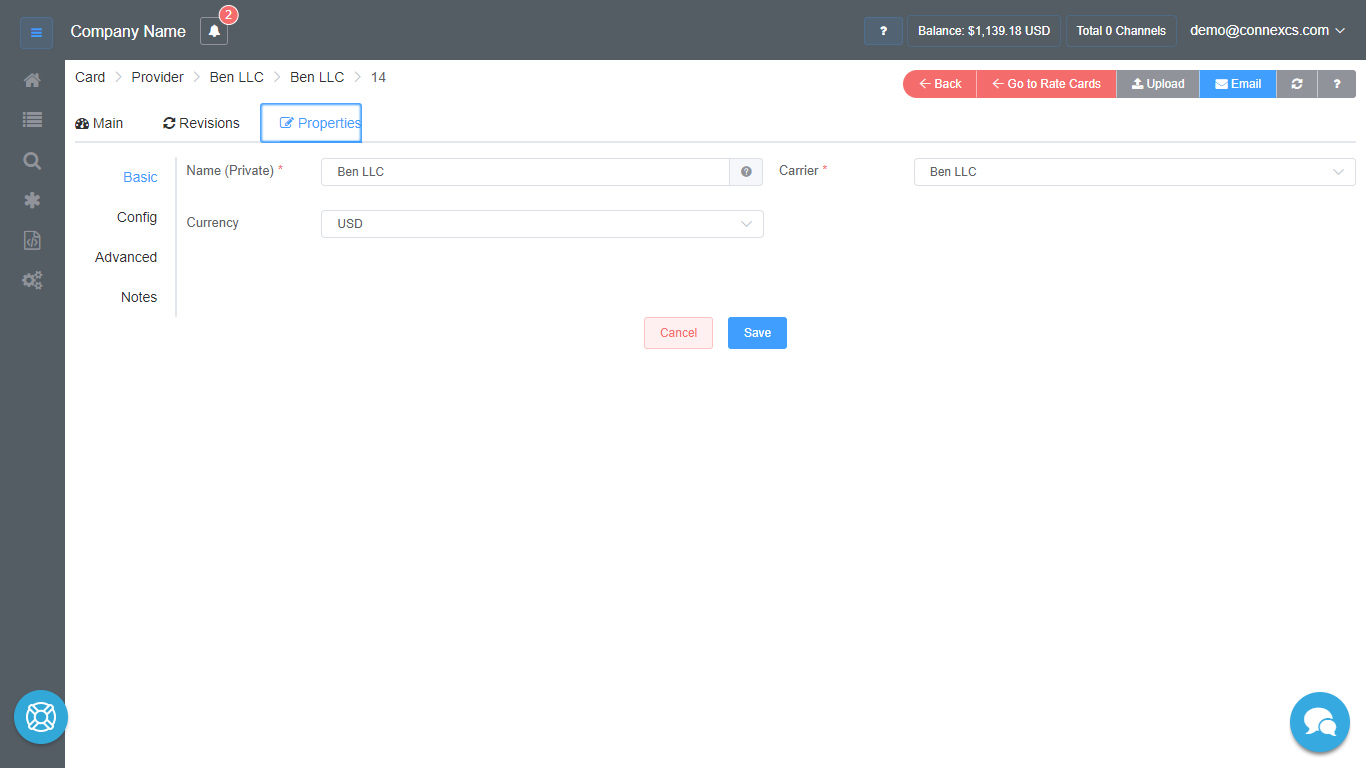 Company Name 2 ? Balance: $1,139.18 USD Total 0 Channels demo@connexcs.com
Card > Provider > Ben LLC > Ben LLC > 14 Back Go to Rate Cards Upload Email ?
Main Revisions Properties
Basic Name (Private) * Ben LLC ? Carrier * Ben LLC
Config Currency USD
Advanced
Notes
Cancel Save